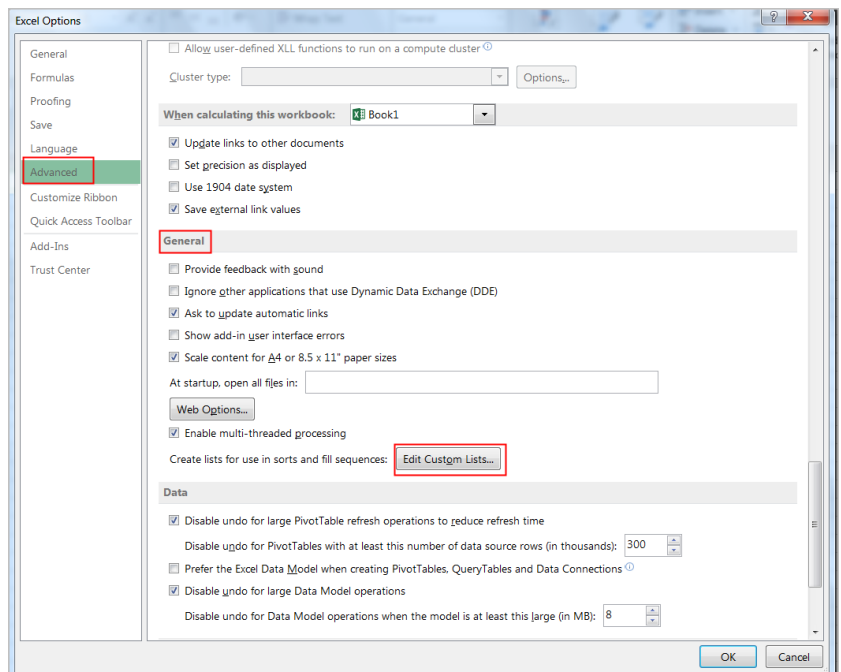 Excel Options
General
Formulas
Proofing
Save
Language
Advanced
Customize Ribbon
Quick Access Toolbar
Add-Ins
Trust Center
Allow user-defined XLL functions to run on a compute cluster
Cluster type:
Options...
When calculating this workbook: Book1
Update links to other documents
Set precision as displayed
Use 1904 date system
Save external link values
General
Provide feedback with sound
Ignore other applications that use Dynamic Data Exchange (DDE)
Ask to update automatic links
Show add-in user interface errors
Scale content for A4 or 8.5 x 11" paper sizes
At startup, open all files in:
Web Options...
Enable multi-threaded processing
Create lists for use in sorts and fill sequences: Edit Custom Lists...
Data
Disable undo for large PivotTable refresh operations to reduce refresh time
Disable undo for PivotTables with at least this number of data source rows (in thousands): 300
Prefer the Excel Data Model when creating PivotTables, QueryTables and Data Connections
Disable undo for large Data Model operations
Disable undo for Data Model operations when the model is at least this large (in MB): 8
OK Cancel